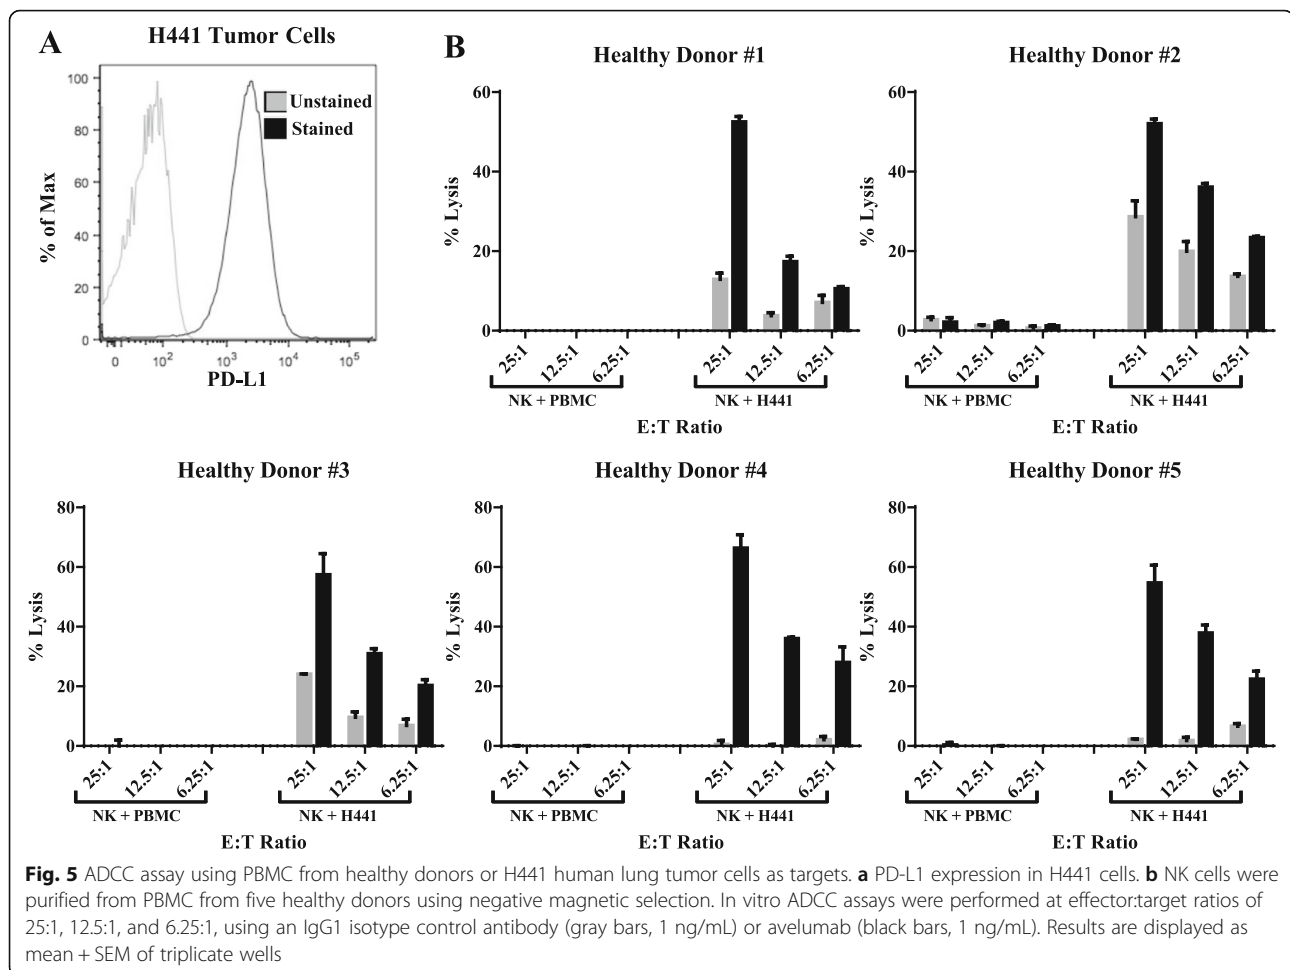 A
H441 Tumor Cells
100
80
60
40
20
0
% of Max
Unstained
Stained
0
10²
10³
10⁴
10⁵
PD-L1
B
Healthy Donor #1
60
40
20
0
% Lysis
25:1
12.5:1
6.25:1
25:1
12.5:1
6.25:1
NK + PBMC
NK + H441
E:T Ratio
Healthy Donor #2
60
40
20
0
% Lysis
25:1
12.5:1
6.25:1
25:1
12.5:1
6.25:1
NK + PBMC
NK + H441
E:T Ratio
Healthy Donor #3
80
60
40
20
0
% Lysis
25:1
12.5:1
6.25:1
25:1
12.5:1
6.25:1
NK + PBMC
NK + H441
E:T Ratio
Healthy Donor #4
80
60
40
20
0
% Lysis
25:1
12.5:1
6.25:1
25:1
12.5:1
6.25:1
NK + PBMC
NK + H441
E:T Ratio
Healthy Donor #5
80
60
40
20
0
% Lysis
25:1
12.5:1
6.25:1
25:1
12.5:1
6.25:1
NK + PBMC
NK + H441
E:T Ratio
Fig. 5 ADCC assay using PBMC from healthy donors or H441 human lung tumor cells as targets. a PD-L1 expression in H441 cells. b NK cells were
purified from PBMC from five healthy donors using negative magnetic selection. In vitro ADCC assays were performed at effector:target ratios of
25:1, 12.5:1, and 6.25:1, using an IgG1 isotype control antibody (gray bars, 1 ng/mL) or avelumab (black bars, 1 ng/mL). Results are displayed as
mean + SEM of triplicate wells